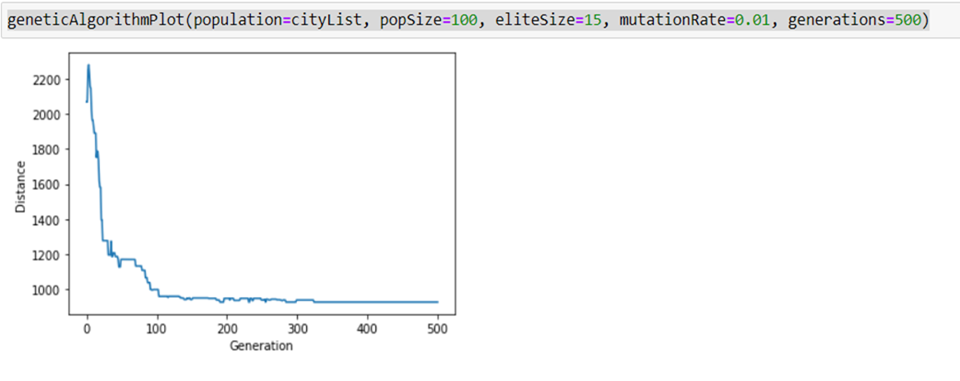 geneticAlgorithmPlot(population=cityList, popSize=100, eliteSize=15, mutationRate=0.01, generations=500)
2200
2000
1800
1600
1400
1200
1000
Distance
0 100 200 300 400 500
Generation